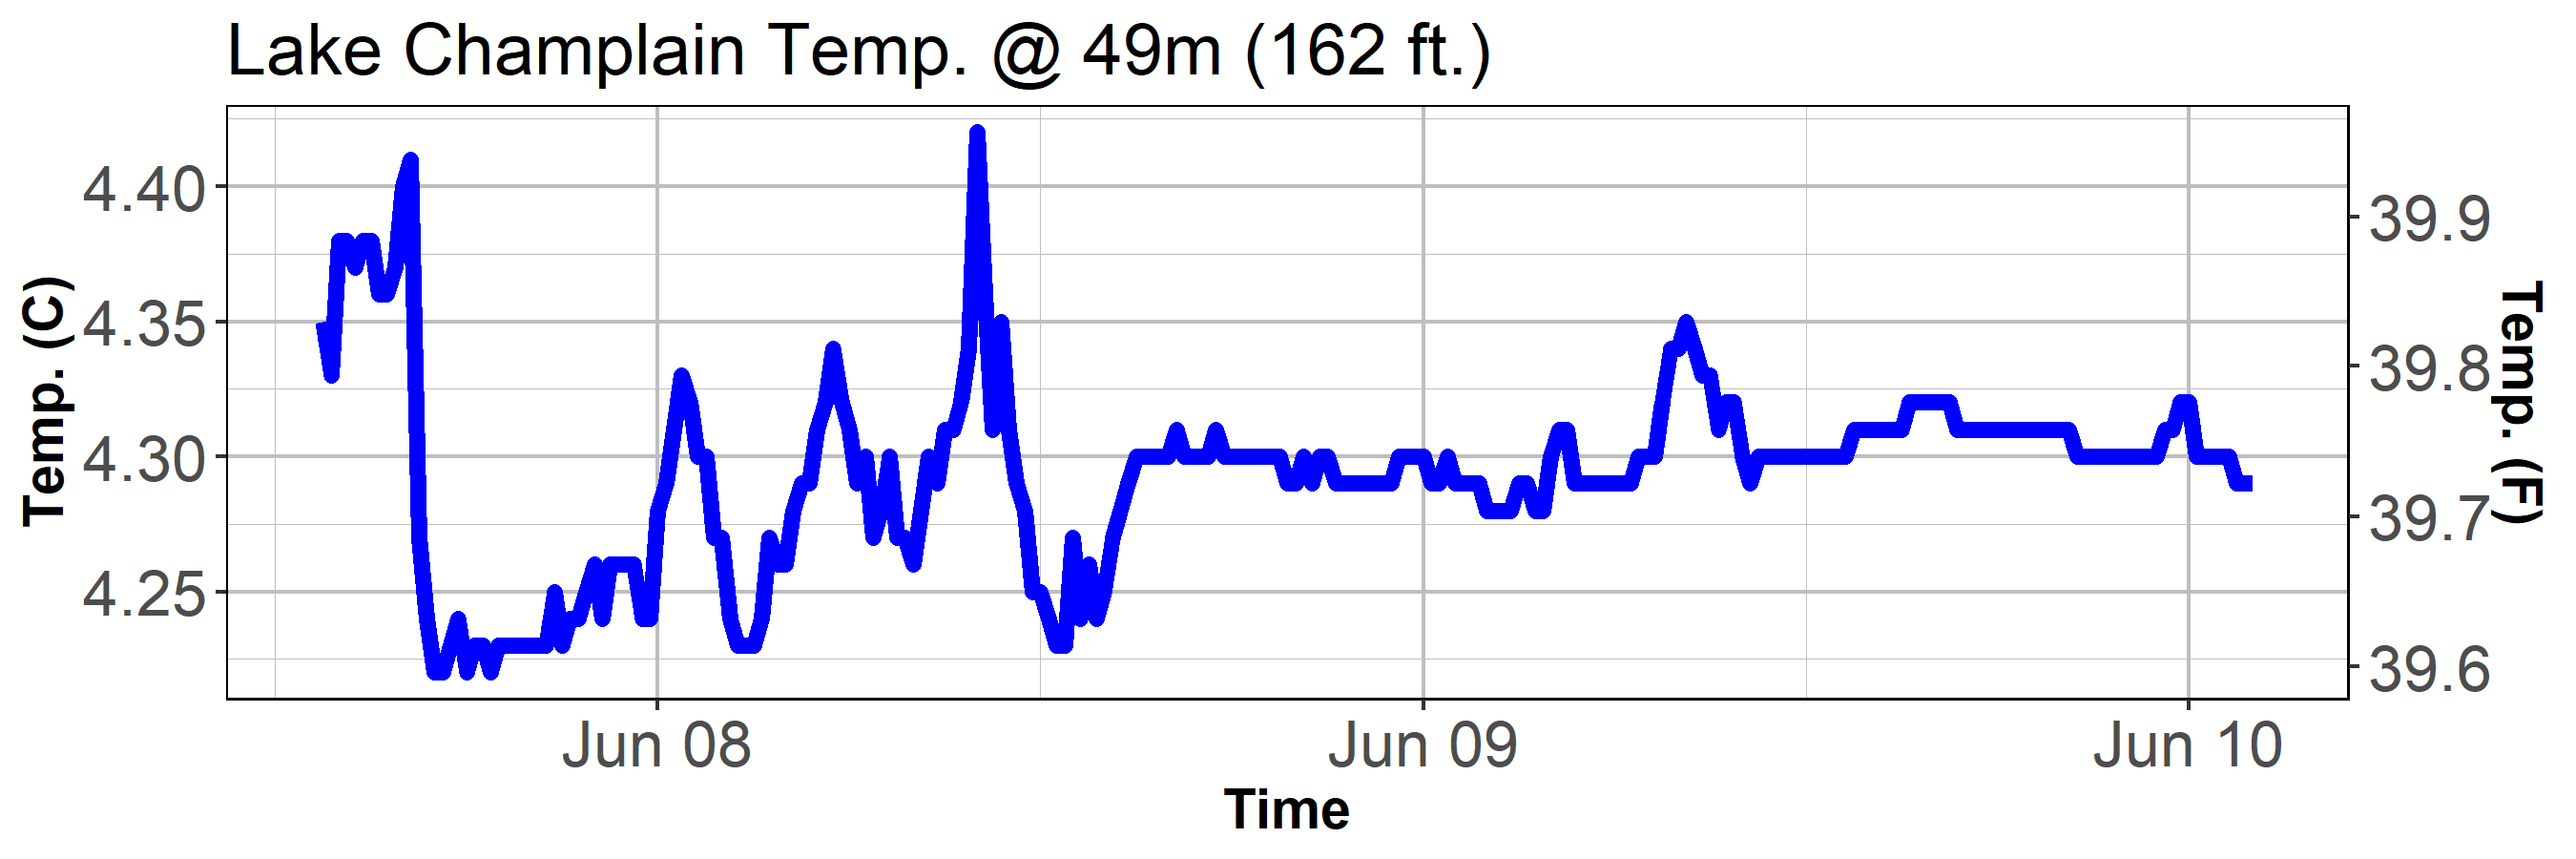 Lake Champlain Temp. @ 49m (162 ft.)
Temp. (C)
4.40
4.35
4.30
4.25
39.9
39.8
39.7
39.6
Temp. (F)
Jun 08
Jun 09
Jun 10
Time